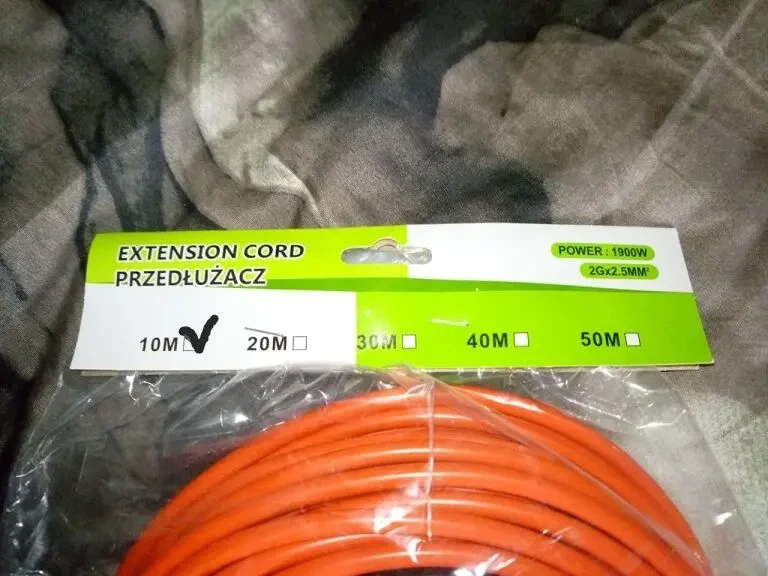 EXTENSION CORD
PRZEDŁUŻACZ
POWER : 1900W
2Gx2.5MM²
10M 20M 30M 40M 50M